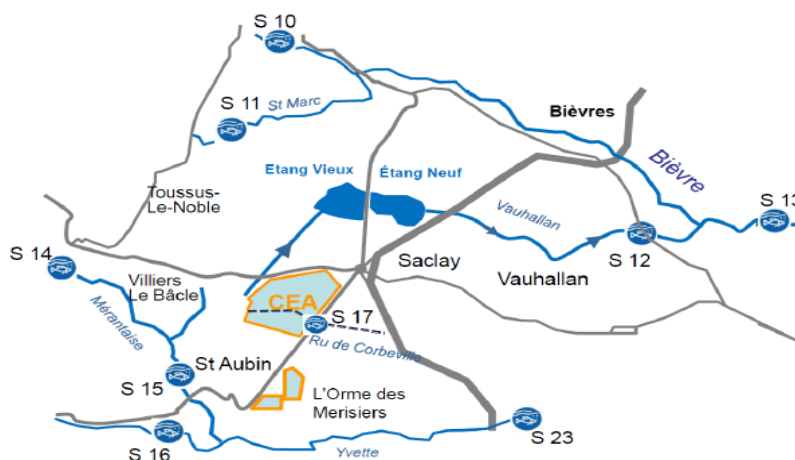 S 10
S 11
St Marc
Bièvres
Bièvre
Etang Vieux
Étang Neuf
Toussus-
Le-Noble
Vauhallan
S 13
S 12
S 14
Saclay
Vauhallan
Villiers
Le Bâcle
CEA
S 17
Mérantaise
Ru de Corbeville
St Aubin
S 15
L'Orme des
Merisiers
S 16
Yvette
S 23